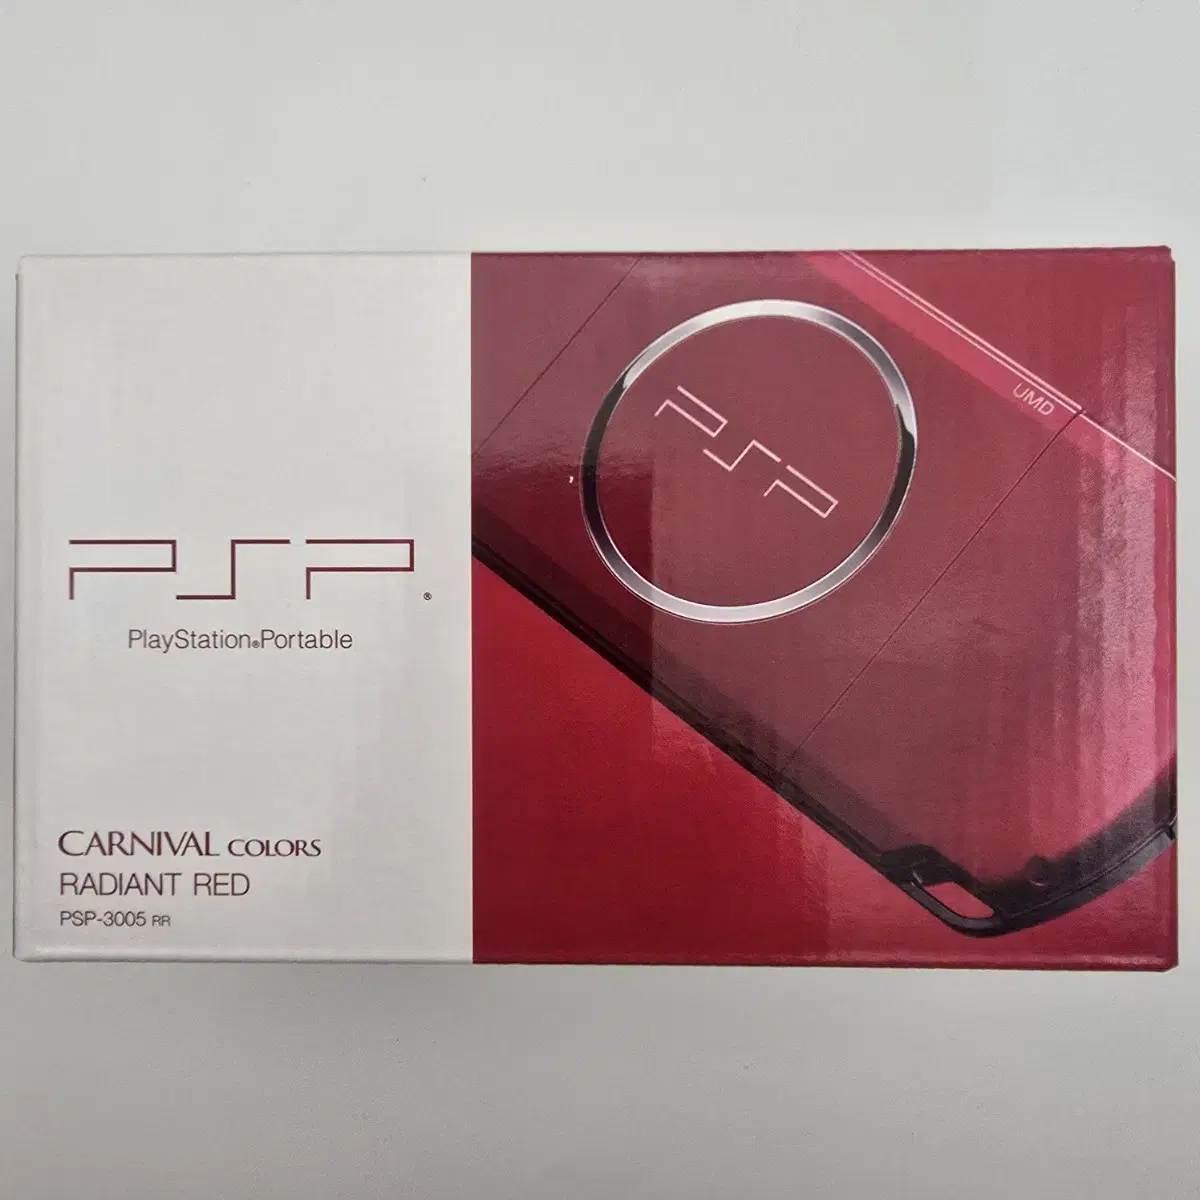 PSP®
PlayStation®Portable
CARNIVAL COLORS
RADIANT RED
PSP-3005 RR
PSP
UMD